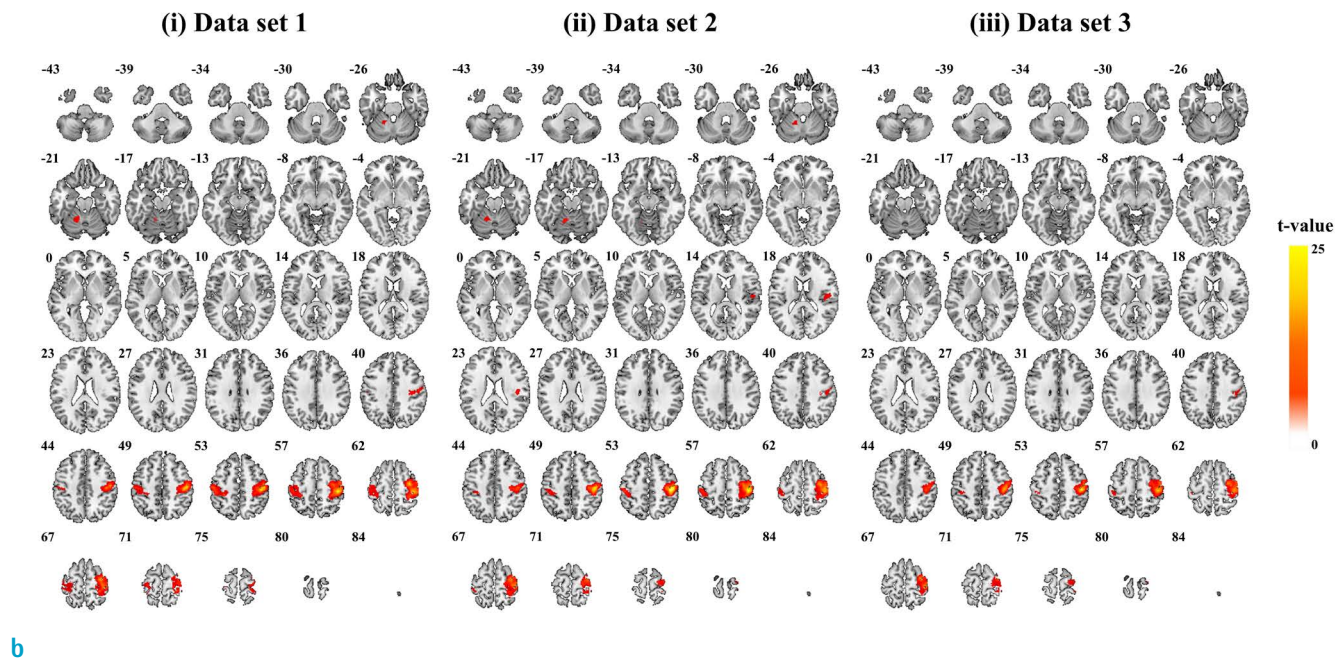 (i) Data set 1 (ii) Data set 2 (iii) Data set 3
-43 -39 -34 -30 -26 -43 -39 -34 -30 -26 -43 -39 -34 -30 -26
-21 -17 -13 -8 -4 -21 -17 -13 -8 -4 -21 -17 -13 -8 -4
t-value
25
0 5 10 14 18 0 5 10 14 18 0 5 10 14 18
23 27 31 36 40 23 27 31 36 40 23 27 31 36 40
0
44 49 53 57 62 44 49 53 57 62 44 49 53 57 62
67 71 75 80 84 67 71 75 80 84 67 71 75 80 84
b